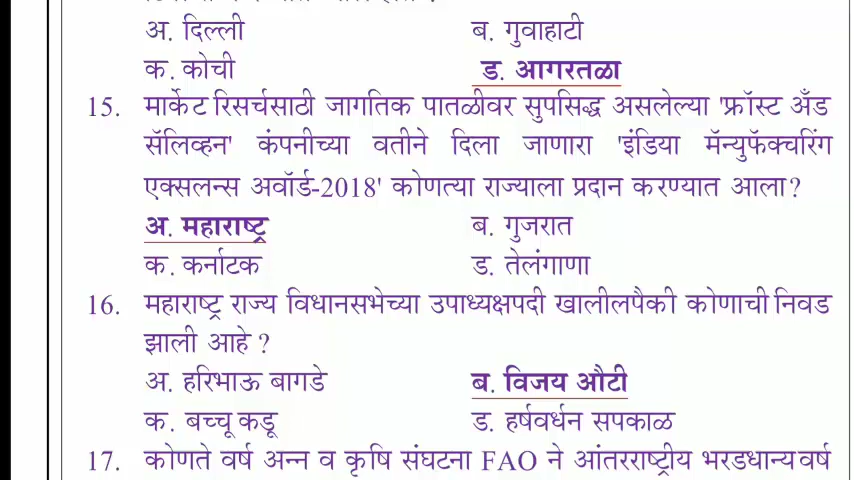 अ. दिल्ली ब. गुवाहाटी
क. कोची ड. आगरतळा
15. मार्केट रिसर्चसाठी जागतिक पातळीवर सुपसिद्ध असलेल्या 'फ्रॉस्ट अँड
सॅलिव्हन' कंपनीच्या वतीने दिला जाणारा 'इंडिया मॅन्युफॅक्चरिंग
एक्सलन्स अवॉर्ड-2018' कोणत्या राज्याला प्रदान करण्यात आला?
अ. महाराष्ट्र ब. गुजरात
क. कर्नाटक ड. तेलंगाणा
16. महाराष्ट्र राज्य विधानसभेच्या उपाध्यक्षपदी खालीलपैकी कोणाची निवड
झाली आहे ?
अ. हरिभाऊ बागडे ब. विजय औटी
क. बच्चू कडू ड. हर्षवर्धन सपकाळ
17. कोणते वर्ष अन्न व कृषि संघटना FAO ने आंतरराष्ट्रीय भरडधान्य वर्ष